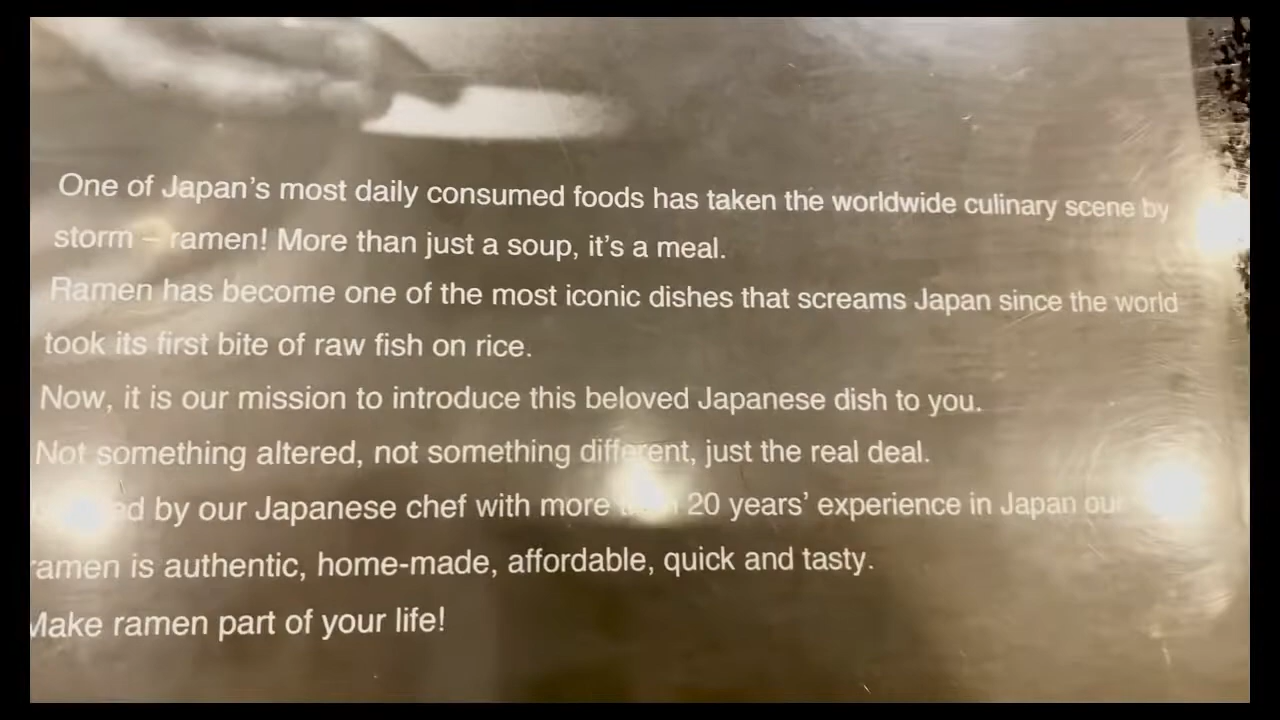 One of Japan's most daily consumed foods has taken the worldwide culinary scene by
storm – ramen! More than just a soup, it's a meal.
Ramen has become one of the most iconic dishes that screams Japan since the world
took its first bite of raw fish on rice.
Now, it is our mission to introduce this beloved Japanese dish to you.
Not something altered, not something different, just the real deal.
by our Japanese chef with more 20 years' experience in Japan our
ramen is authentic, home-made, affordable, quick and tasty.
Make ramen part of your life!